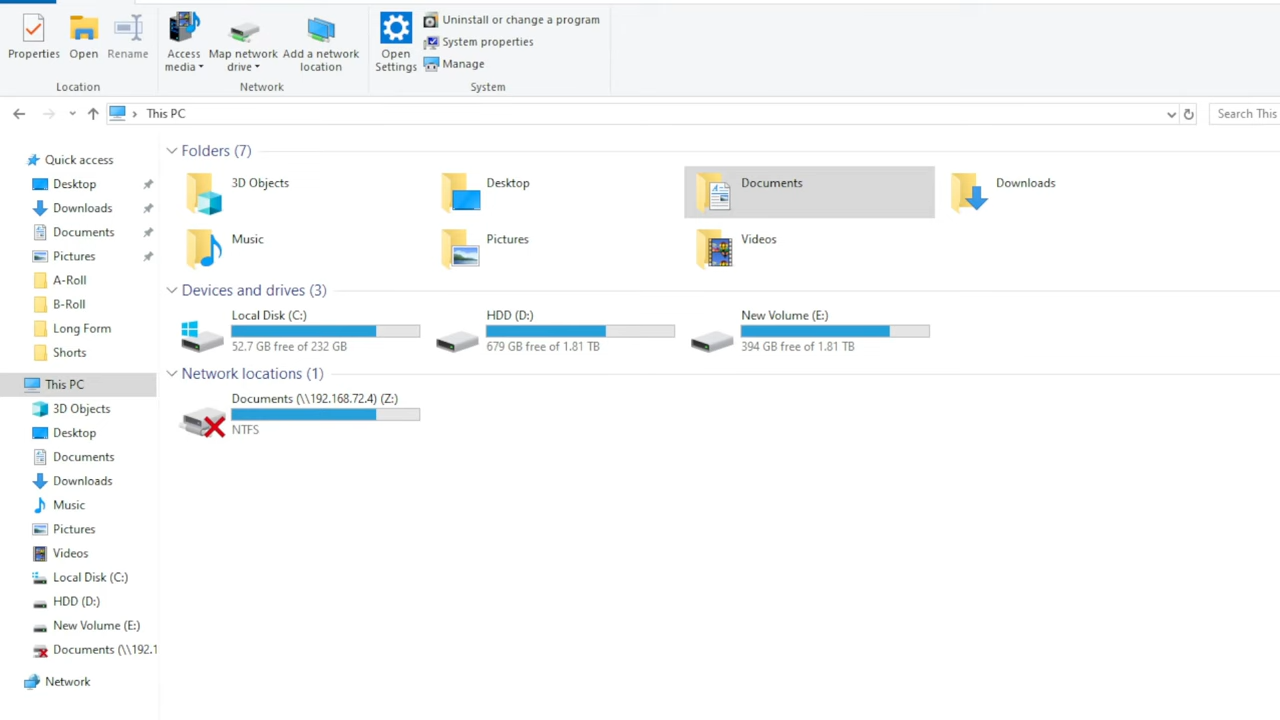 Properties
Open
Rename
Access media
Map network drive
Add a network location
Open Settings
Uninstall or change a program
System properties
Manage
Location
Network
System
This PC
Search This
Quick access
Desktop
Downloads
Documents
Pictures
A-Roll
B-Roll
Long Form
Shorts
This PC
3D Objects
Desktop
Documents
Downloads
Music
Pictures
Videos
Local Disk (C:)
HDD (D:)
New Volume (E:)
Documents (\\192.1
Network
Folders (7)
3D Objects
Desktop
Documents
Downloads
Music
Pictures
Videos
Devices and drives (3)
Local Disk (C:)
52.7 GB free of 232 GB
HDD (D:)
679 GB free of 1.81 TB
New Volume (E:)
394 GB free of 1.81 TB
Network locations (1)
Documents (\\192.168.72.4) (Z:)
NTFS